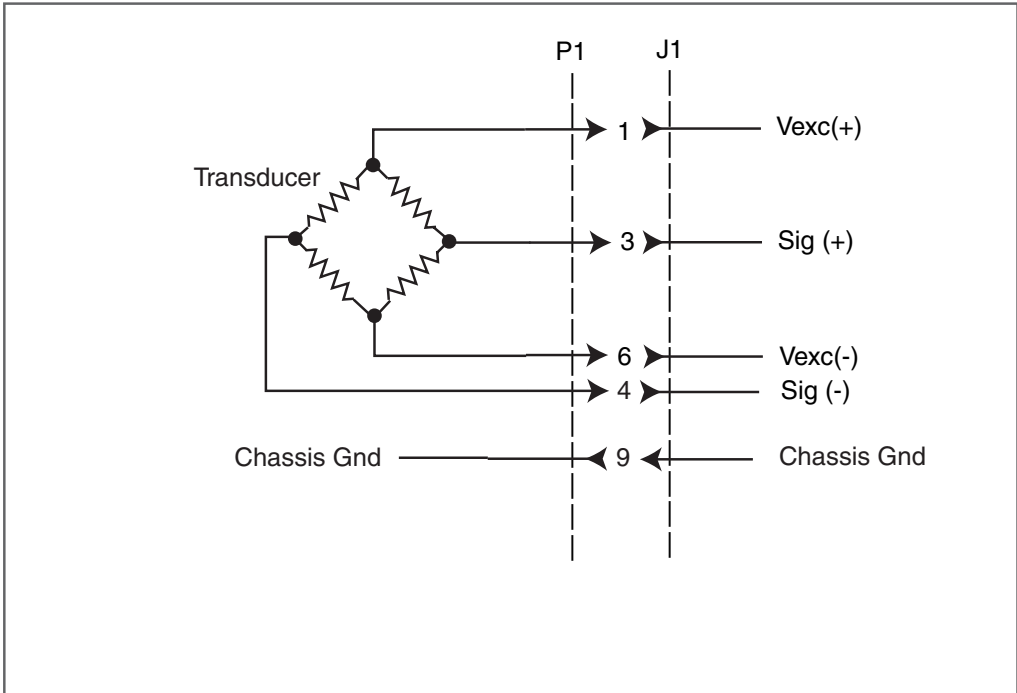 P1 J1
1 Vexc(+)
Transducer
3 Sig (+)
6 Vexc(-)
4 Sig (-)
Chassis Gnd 9 Chassis Gnd